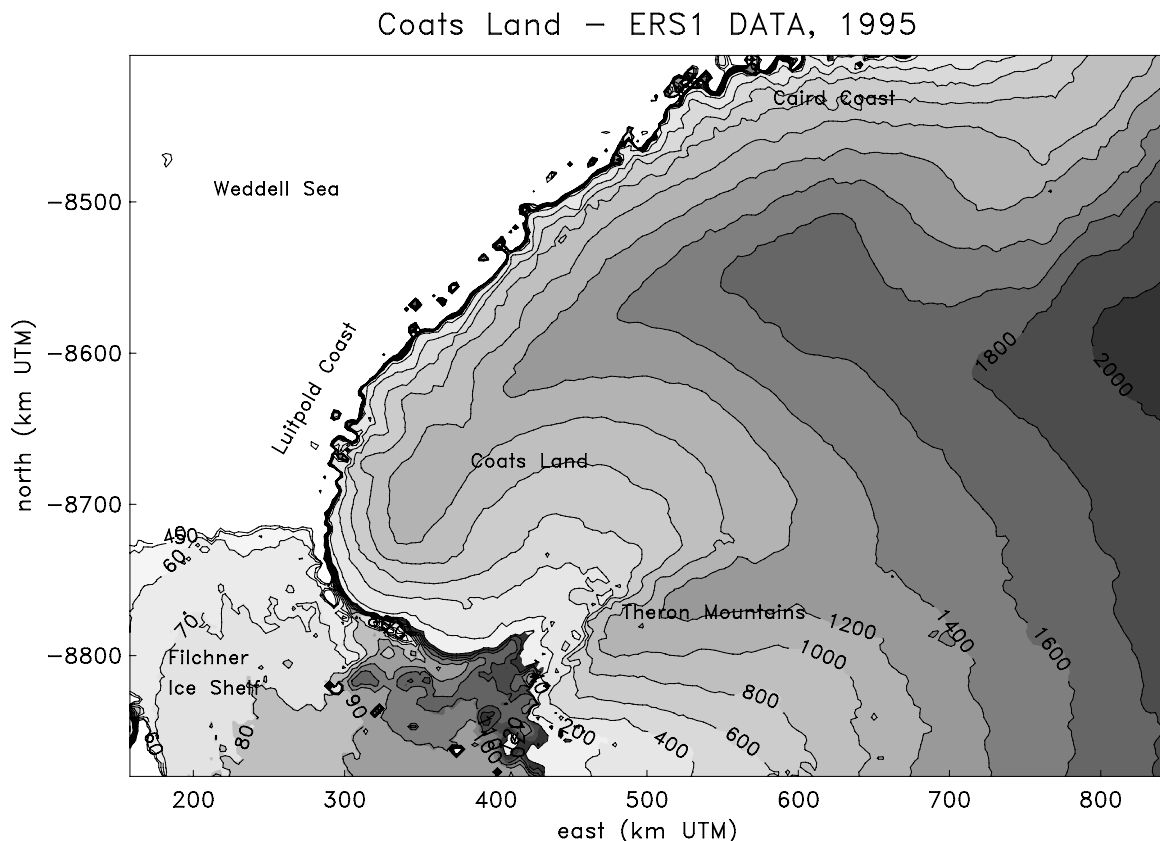 Coats Land – ERS1 DATA, 1995
Caird Coast
Weddell Sea
−8500
1800
2000
−8600
Luitpold Coast
north (km UTM)
Coats Land
−8700
60
70
Theron Mountains
1200
1400
1600
1000
−8800
Filchner
Ice Shelf
90
80
800
200
400
600
200 300 400 500 600 700 800
east (km UTM)